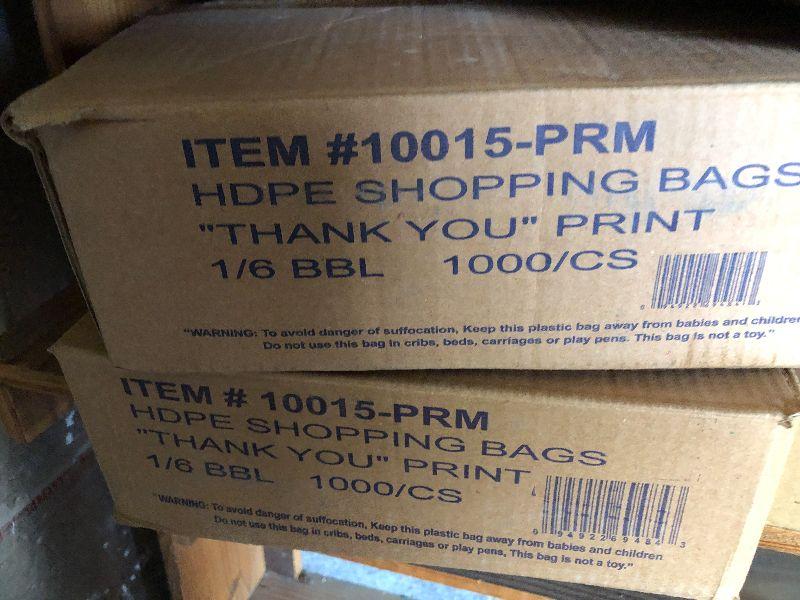 ITEM #10015-PRM
HDPE SHOPPING BAGS
"THANK YOU" PRINT
1/6 BBL 1000/CS
"WARNING: To avoid danger of suffocation, Keep this plastic bag away from babies and children
Do not use this bag in cribs, beds, carriages or play pens. This bag is not a toy."
ITEM # 10015-PRM
HDPE SHOPPING BAGS
"THANK YOU" PRINT
1/6 BBL 1000/CS
0 94922 69484 3
"WARNING: To avoid danger of suffocation, Keep this plastic bag away from babies and children
Do not use this bag in cribs, beds, carriages or play pens, This bag is not a toy."